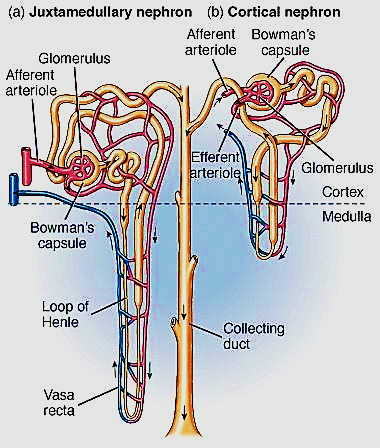 (a) Juxtamedullary nephron
(b) Cortical nephron
Glomerulus
Afferent
arteriole
Afferent
arteriole
Bowman's
capsule
Efferent
arteriole
Glomerulus
Cortex
Medulla
Bowman's
capsule
Loop of
Henle
Collecting
duct
Vasa
recta